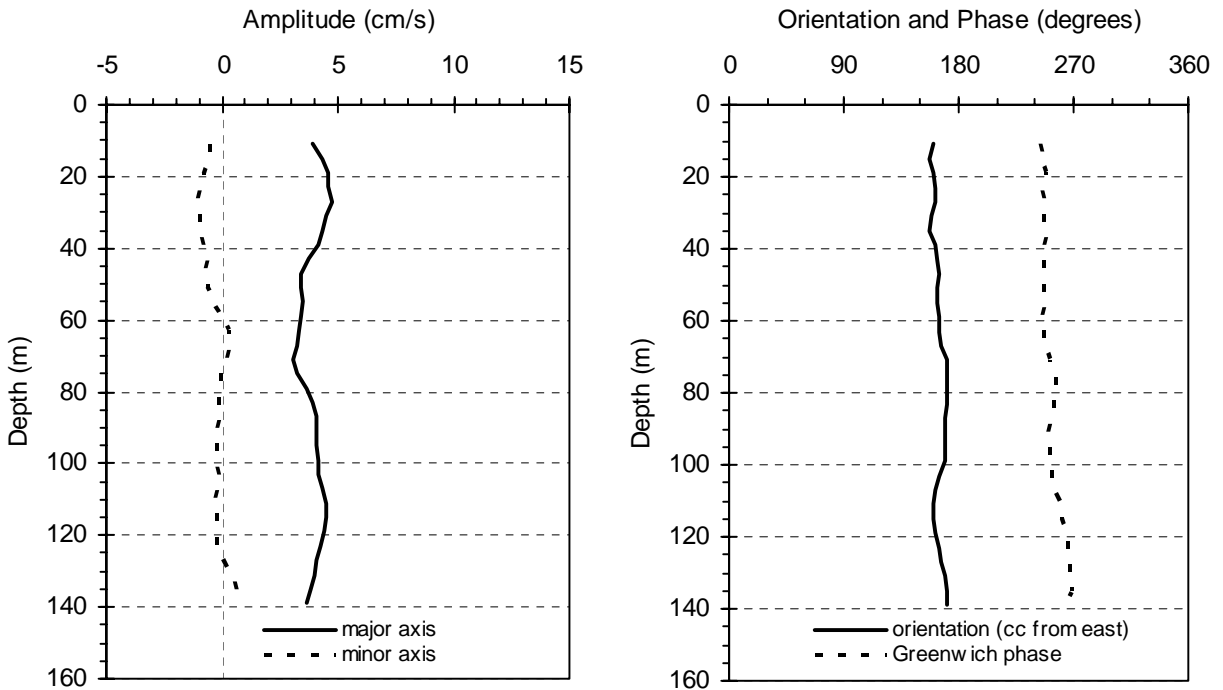 Amplitude (cm/s)
-5 0 5 10 15
0
20
40
60
80
100
120
140
160
Depth (m)
major axis
minor axis
Orientation and Phase (degrees)
0 90 180 270 360
0
20
40
60
80
100
120
140
160
Depth (m)
orientation (cc from east)
Greenwich phase